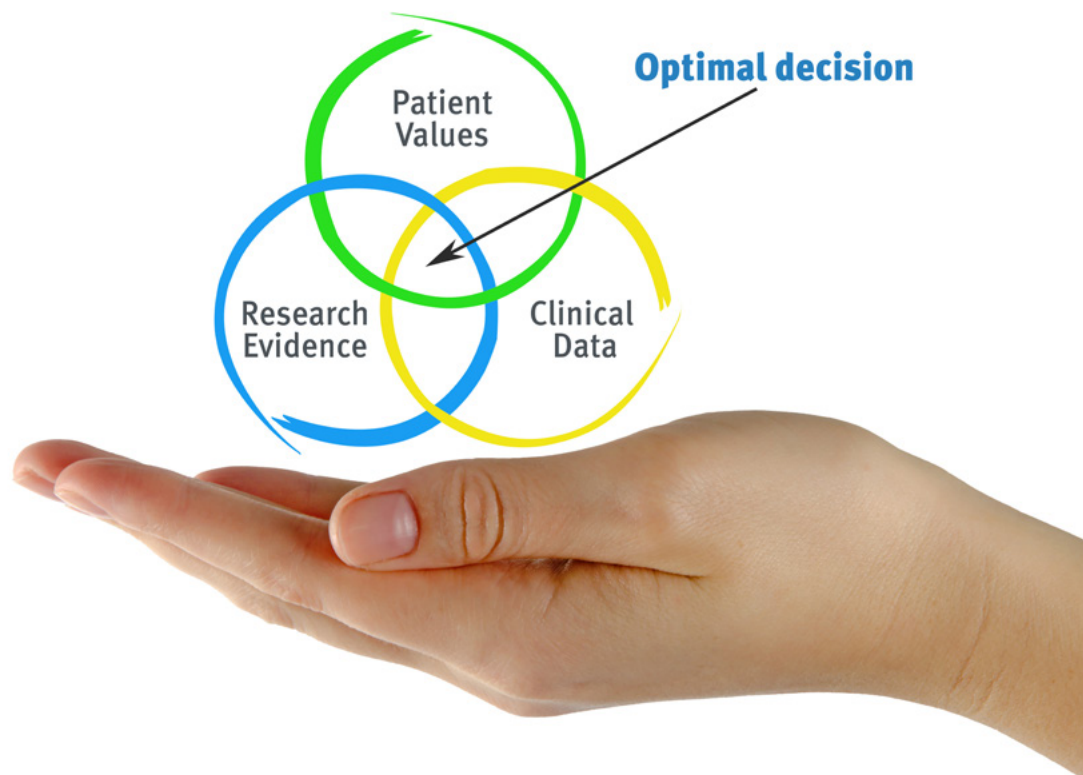 Optimal decision
Patient
Values
Research
Evidence
Clinical
Data